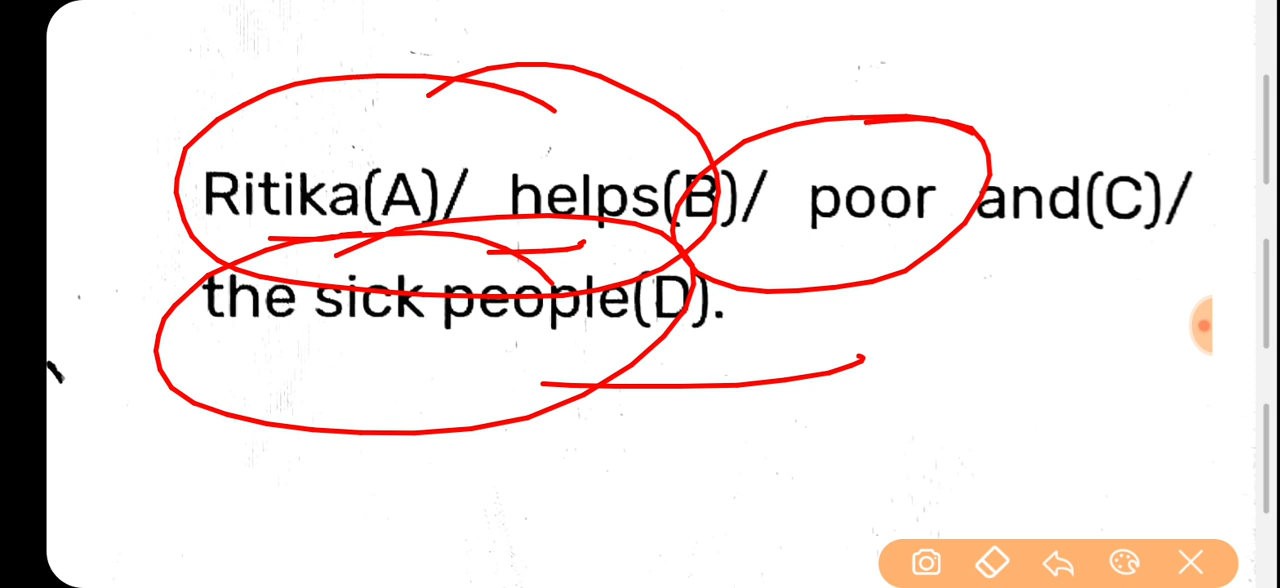 Ritika(A)/ helps(B)/ poor and(C)/
the sick people(D).